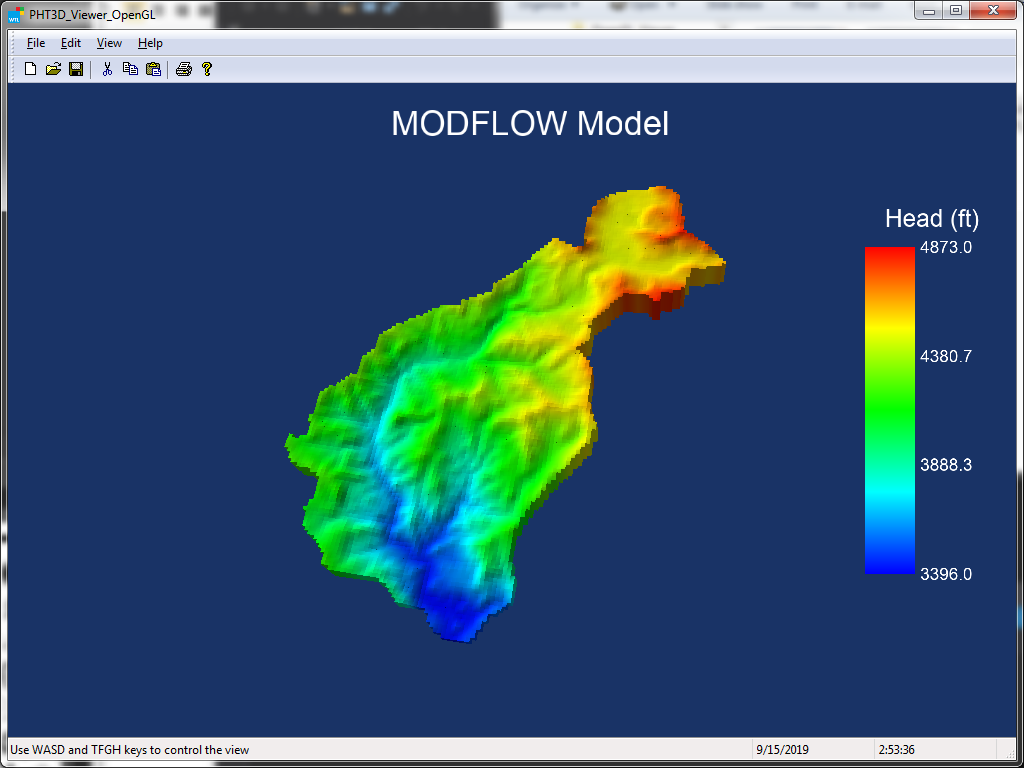 PHT3D_Viewer_OpenGL
File Edit View Help
MODFLOW Model
Head (ft)
4873.0
4380.7
3888.3
3396.0
Use WASD and TFGH keys to control the view 9/15/2019 2:53:36